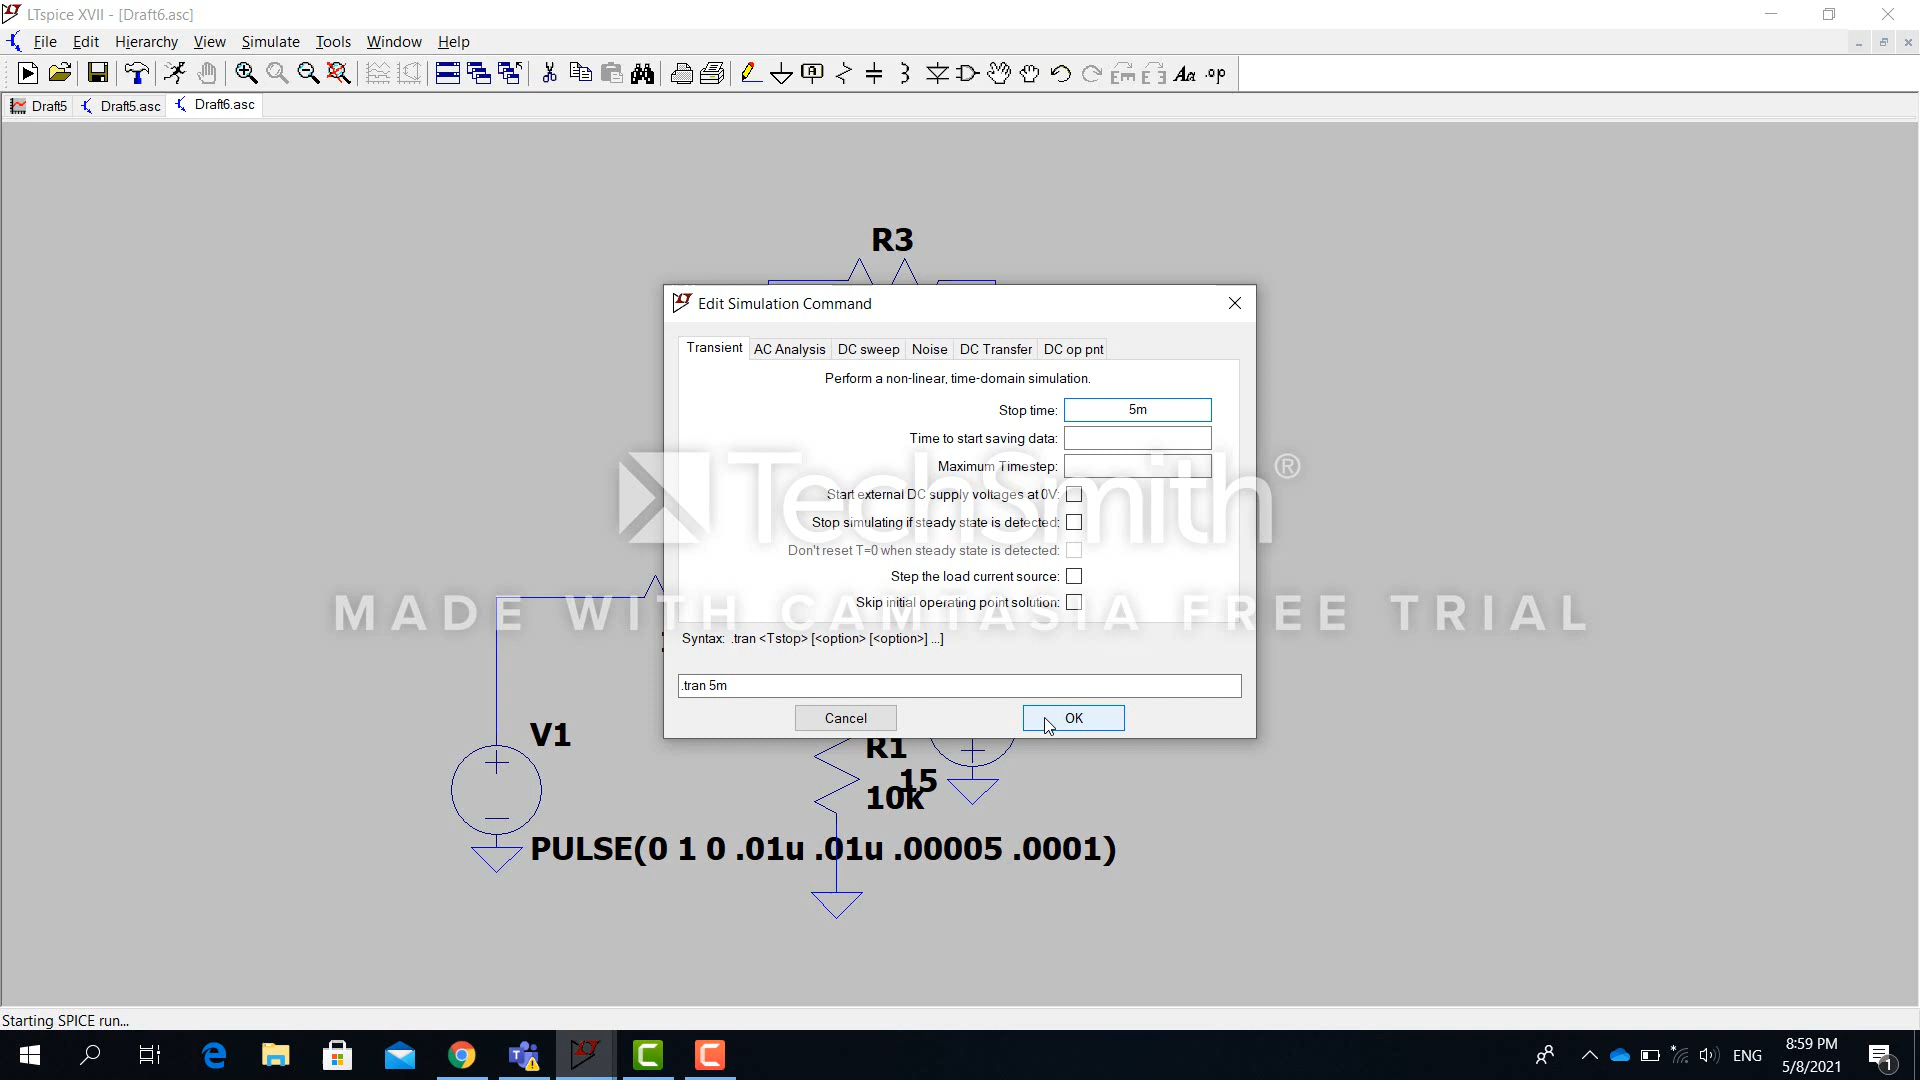 LTspice XVII - [Draft6.asc]
File Edit Hierarchy View Simulate Tools Window Help
Aa .op
Draft5 Draft5.asc Draft6.asc
R3
Edit Simulation Command
Transient AC Analysis DC sweep Noise DC Transfer DC op pnt
Perform a non-linear, time-domain simulation.
Stop time: 5m
Time to start saving data:
Maximum Timestep:
TechSmith®
Start external DC supply voltages at 0V:
Stop simulating if steady state is detected:
Don't reset T=0 when steady state is detected:
Step the load current source:
Skip initial operating point solution:
MADE WITH CAMTASIA FREE TRIAL
Syntax: .tran <Tstop> [<option> [<option>] ...]
.tran 5m
Cancel OK
V1
R1
15
10k
PULSE(0 1 0 .01u .01u .00005 .0001)
Starting SPICE run...
ENG
8:59 PM
5/8/2021
1